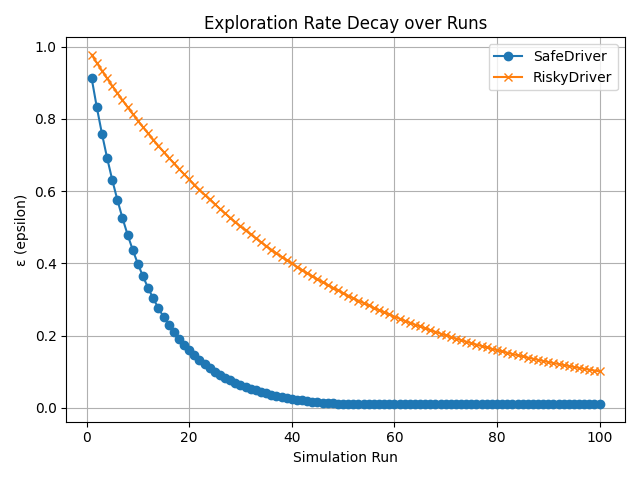 Exploration Rate Decay over Runs
SafeDriver
RiskyDriver
1.0
0.8
0.6
0.4
0.2
0.0
ε (epsilon)
0 20 40 60 80 100
Simulation Run